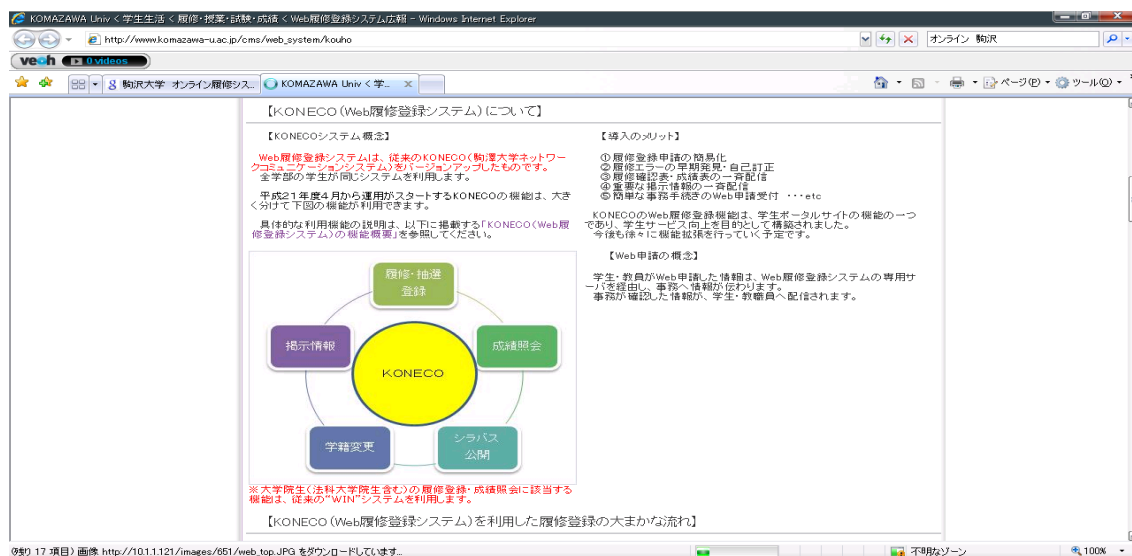 KOMAZAWA Univ < 学生生活 < 履修・授業・試験・成績 < Web履修登録システム広報 - Windows Internet Explorer
http://www.komazawa-u.ac.jp/cms/web_system/kouho
オンライン 駒沢
veoh 0 videos
駒沢大学 オンライン履修シス...
KOMAZAWA Univ < 学...
ページ(P)
ツール(O)
【KONECO(Web履修登録システム)について】
【KONECOシステム概念】
Web履修登録システムは、従来のKONECO(駒澤大学ネットワー
クコミュニケーションシステム)をバージョンアップしたものです。
全学部の学生が同じシステムを利用します。
平成21年度4月から運用がスタートするKONECOの機能は、大き
く分けて下図の機能が利用できます。
具体的な利用機能の説明は、以下に掲載する「KONECO(Web履
修登録システム)の機能概要」を参照してください。
履修・抽選
登録
掲示情報
成績照会
KONECO
学籍変更
シラバス
公開
※大学院生(法科大学院生含む)の履修登録・成績照会に該当する
機能は、従来の“WIN”システムを利用します。
【導入のメリット】
①履修登録申請の簡易化
②履修エラーの早期発見・自己訂正
③履修確認表・成績表の一斉配信
④重要な掲示情報の一斉配信
⑤簡単な事務手続きのWeb申請受付 ・・・etc
KONECOのWeb履修登録機能は、学生ポータルサイトの機能の一つ
であり、学生サービス向上を目的として構築されました。
今後も徐々に機能拡張を行っていく予定です。
【Web申請の概念】
学生・教員がWeb申請した情報は、Web履修登録システムの専用サ
ーバを経由し、事務へ情報が伝わります。
事務が確認した情報が、学生・教職員へ配信されます。
【KONECO(Web履修登録システム)を利用した履修登録の大まかな流れ】
(残り 17 項目) 画像 http://10.1.1.121/images/651/web_top.JPG をダウンロードしています...
不明なゾーン
100%